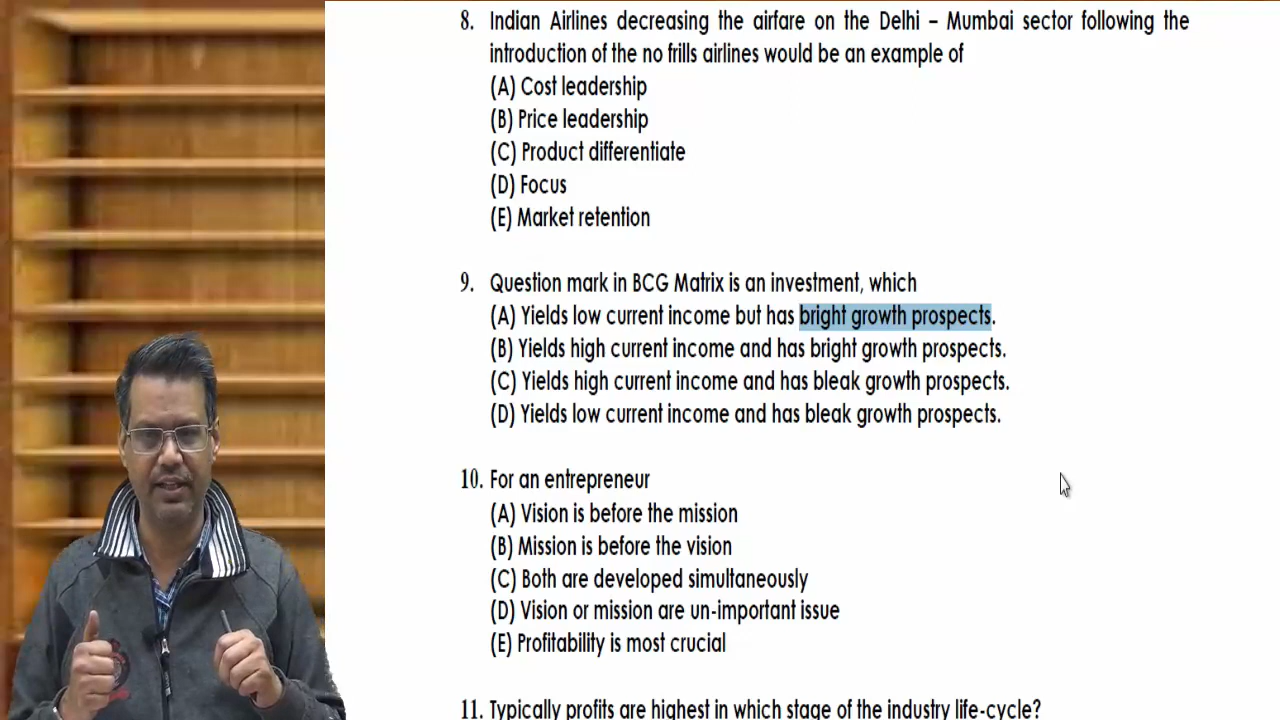 8. Indian Airlines decreasing the airfare on the Delhi – Mumbai sector following the
introduction of the no frills airlines would be an example of
(A) Cost leadership
(B) Price leadership
(C) Product differentiate
(D) Focus
(E) Market retention
9. Question mark in BCG Matrix is an investment, which
(A) Yields low current income but has bright growth prospects.
(B) Yields high current income and has bright growth prospects.
(C) Yields high current income and has bleak growth prospects.
(D) Yields low current income and has bleak growth prospects.
10. For an entrepreneur
(A) Vision is before the mission
(B) Mission is before the vision
(C) Both are developed simultaneously
(D) Vision or mission are un-important issue
(E) Profitability is most crucial
11. Typically profits are highest in which stage of the industry life-cycle?